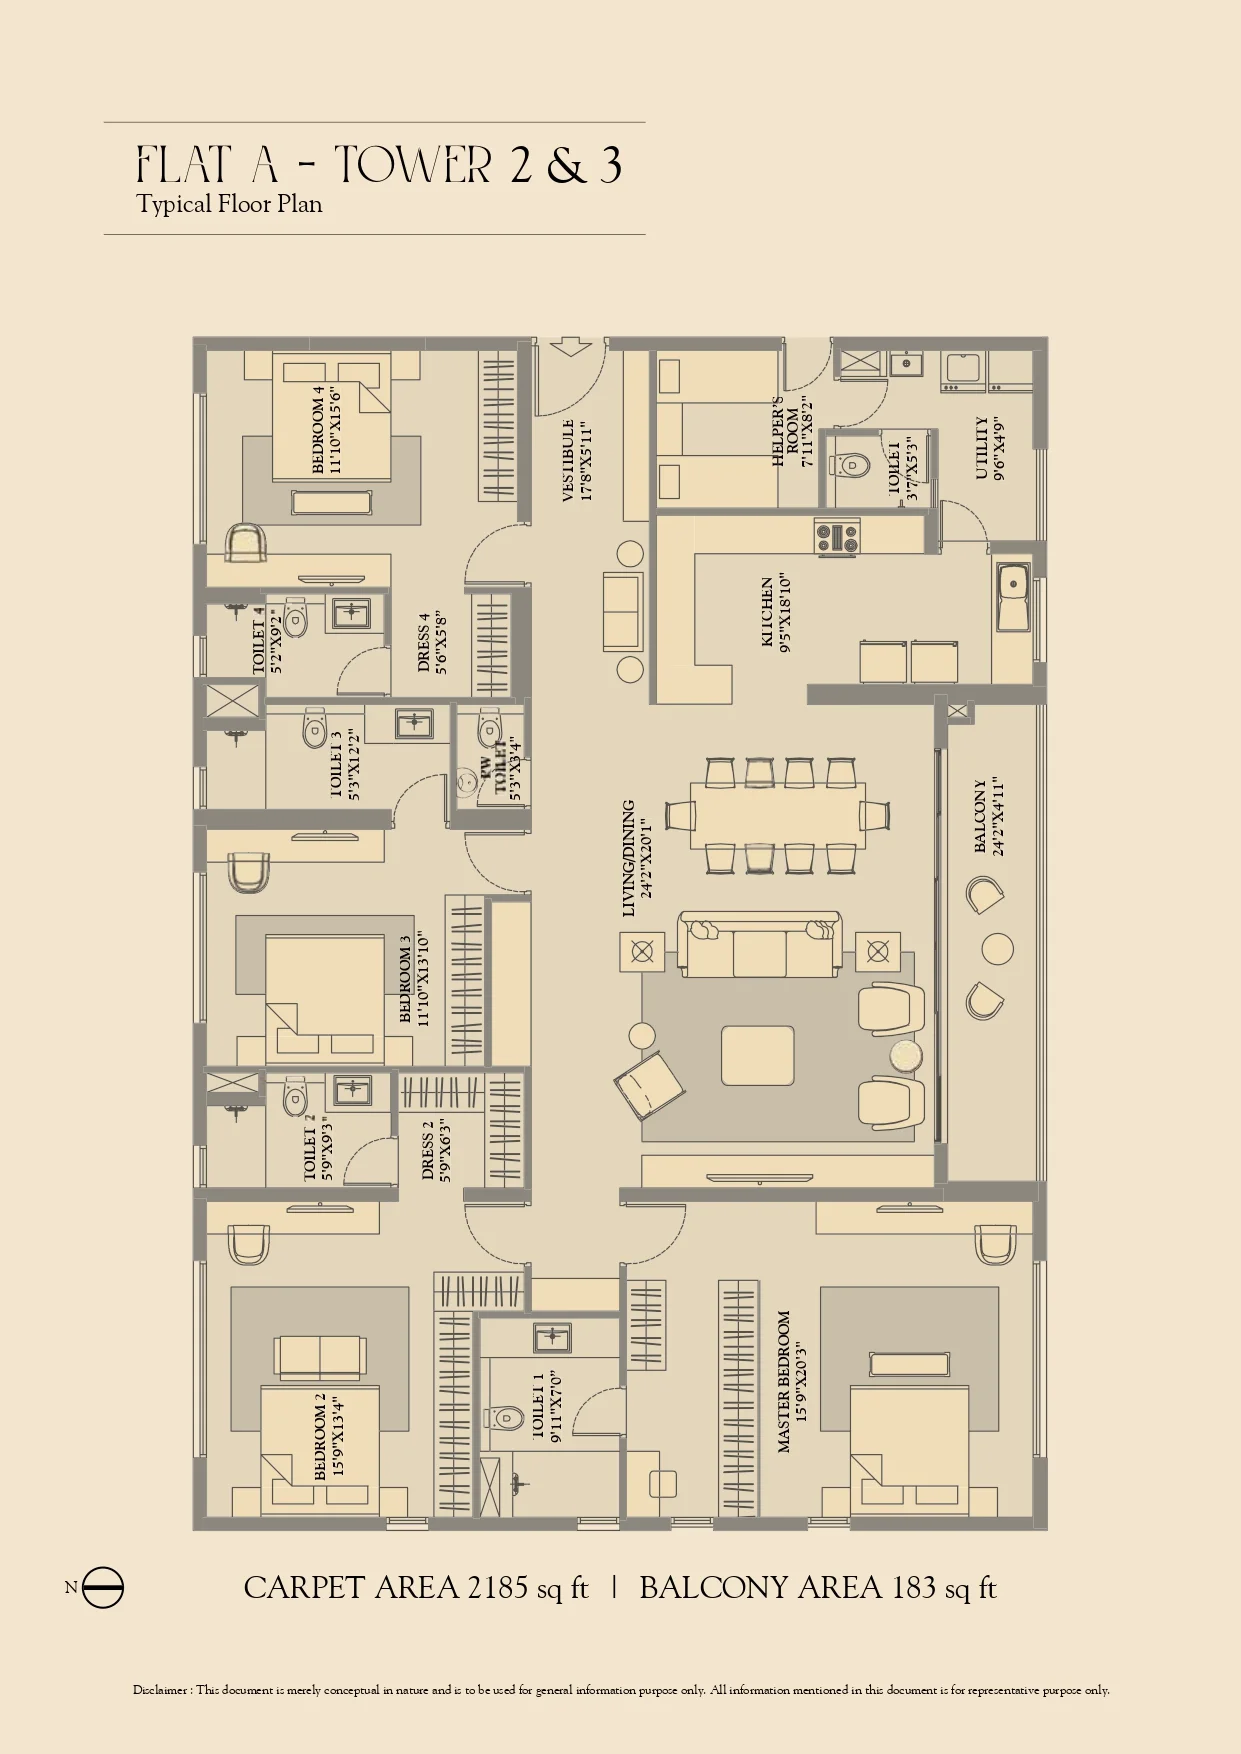 FLAT A - TOWER 2 & 3
Typical Floor Plan
BEDROOM 4
11'10"X15'6"
VESTIBULE
17'8"X5'11"
HELPER'S
ROOM
7'11"X8'2"
TOILET
3'7"X5'3"
UTILITY
9'6"X4'9"
TOILET 4
5'2"X9'2"
DRESS 4
5'6"X5'8"
KITCHEN
9'5"X18'10"
TOILET 3
5'3"X12'2"
PW
TOILET
5'3"X3'4"
LIVING/DINING
24'2"X20'1"
BALCONY
24'2"X4'11"
BEDROOM 3
11'10"X13'10"
TOILET 2
5'9"X9'3"
DRESS 2
5'9"X6'3"
BEDROOM 2
15'9"X13'4"
TOILET 1
9'11"X7'0"
MASTER BEDROOM
15'9"X20'3"
N
CARPET AREA 2185 sq ft | BALCONY AREA 183 sq ft
Disclaimer : This document is merely conceptual in nature and is to be used for general information purpose only. All information mentioned in this document is for representative purpose only.